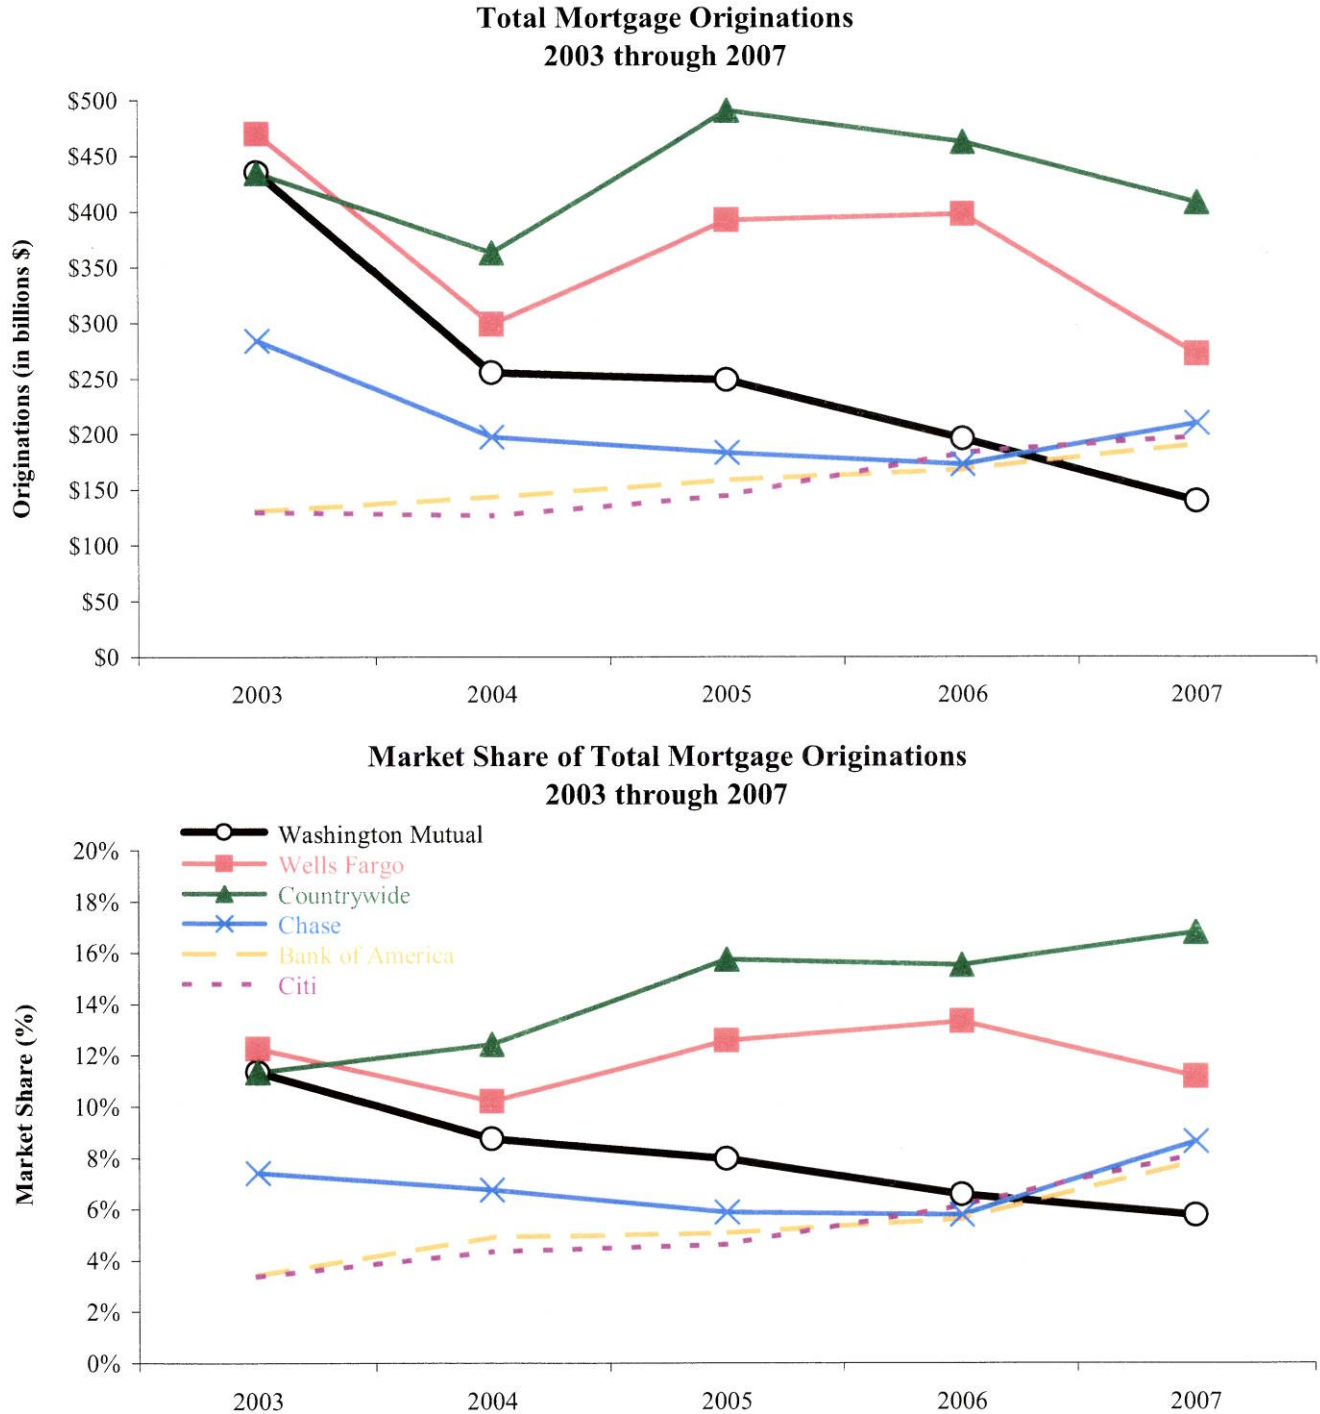 Total Mortgage Originations
2003 through 2007
Originations (in billions $)
$500
$450
$400
$350
$300
$250
$200
$150
$100
$50
$0
2003 2004 2005 2006 2007
Market Share of Total Mortgage Originations
2003 through 2007
Washington Mutual
Wells Fargo
Countrywide
Chase
Bank of America
Citi
Market Share (%)
20%
18%
16%
14%
12%
10%
8%
6%
4%
2%
0%
2003 2004 2005 2006 2007